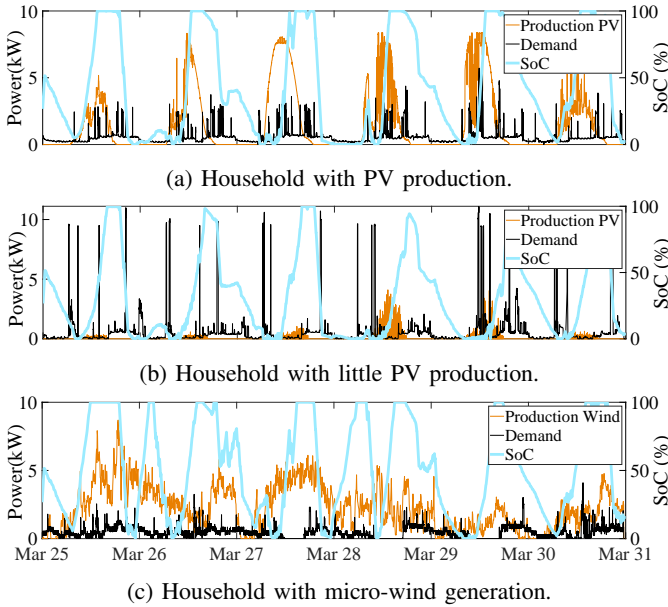 10
100
Production PV
Demand
SoC
Power(kW)
5
50
SoC (%)
0
0
(a) Household with PV production.
10
100
Production PV
Demand
SoC
Power(kW)
5
50
SoC (%)
0
0
(b) Household with little PV production.
10
100
Production Wind
Demand
SoC
Power(kW)
5
50
SoC (%)
0
0
Mar 25 Mar 26 Mar 27 Mar 28 Mar 29 Mar 30 Mar 31
(c) Household with micro-wind generation.